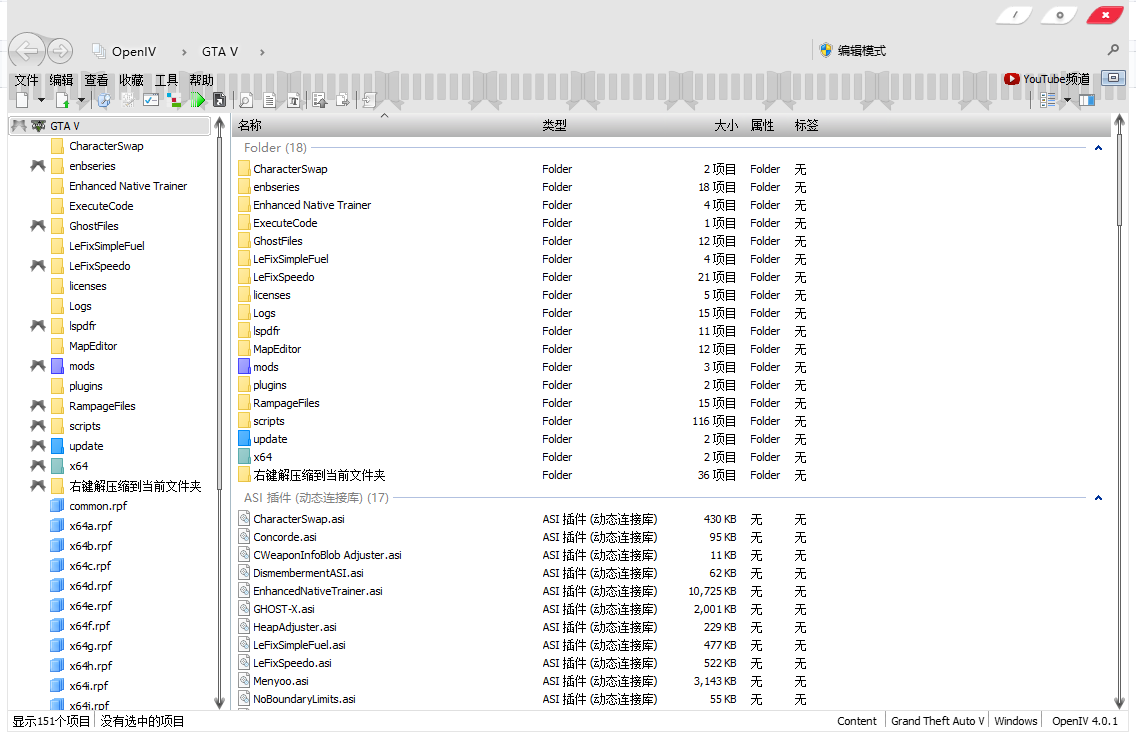 OpenIV › GTA V ›
编辑模式
文件 编辑 查看 收藏 工具 帮助
YouTube频道
GTA V
CharacterSwap
enbseries
Enhanced Native Trainer
ExecuteCode
GhostFiles
LeFixSimpleFuel
LeFixSpeedo
licenses
Logs
lspdfr
MapEditor
mods
plugins
RampageFiles
scripts
update
x64
右键解压缩到当前文件夹
common.rpf
x64a.rpf
x64b.rpf
x64c.rpf
x64d.rpf
x64e.rpf
x64f.rpf
x64g.rpf
x64h.rpf
x64i.rpf
x64j.rpf
名称 类型 大小 属性 标签
Folder (18)
CharacterSwap Folder 2 项目 Folder 无
enbseries Folder 18 项目 Folder 无
Enhanced Native Trainer Folder 4 项目 Folder 无
ExecuteCode Folder 1 项目 Folder 无
GhostFiles Folder 12 项目 Folder 无
LeFixSimpleFuel Folder 4 项目 Folder 无
LeFixSpeedo Folder 21 项目 Folder 无
licenses Folder 5 项目 Folder 无
Logs Folder 15 项目 Folder 无
lspdfr Folder 11 项目 Folder 无
MapEditor Folder 12 项目 Folder 无
mods Folder 3 项目 Folder 无
plugins Folder 2 项目 Folder 无
RampageFiles Folder 15 项目 Folder 无
scripts Folder 116 项目 Folder 无
update Folder 2 项目 Folder 无
x64 Folder 2 项目 Folder 无
右键解压缩到当前文件夹 Folder 36 项目 Folder 无
ASI 插件 (动态连接库) (17)
CharacterSwap.asi ASI 插件 (动态连接库) 430 KB 无 无
Concorde.asi ASI 插件 (动态连接库) 95 KB 无 无
CWeaponInfoBlob Adjuster.asi ASI 插件 (动态连接库) 11 KB 无 无
DismembermentASI.asi ASI 插件 (动态连接库) 62 KB 无 无
EnhancedNativeTrainer.asi ASI 插件 (动态连接库) 10,725 KB 无 无
GHOST-X.asi ASI 插件 (动态连接库) 2,001 KB 无 无
HeapAdjuster.asi ASI 插件 (动态连接库) 229 KB 无 无
LeFixSimpleFuel.asi ASI 插件 (动态连接库) 477 KB 无 无
LeFixSpeedo.asi ASI 插件 (动态连接库) 522 KB 无 无
Menyoo.asi ASI 插件 (动态连接库) 3,143 KB 无 无
NoBoundaryLimits.asi ASI 插件 (动态连接库) 55 KB 无 无
显示151个项目 没有选中的项目
Content Grand Theft Auto V Windows OpenIV 4.0.1